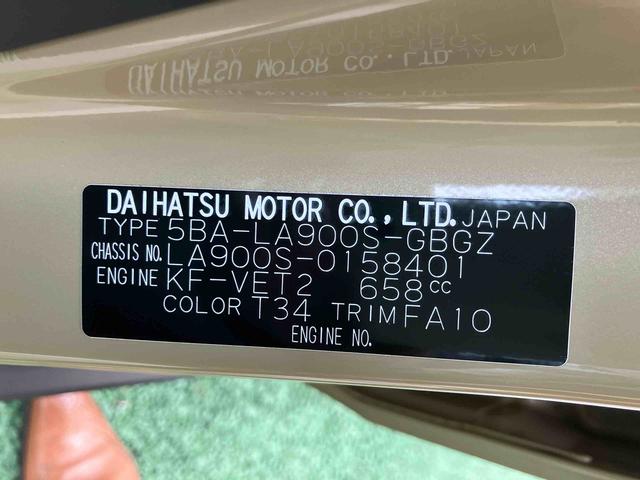 DAIHATSU MOTOR CO., LTD. JAPAN
TYPE 5BA-LA900S-GBGZ
CHASSIS NO. LA900S-0158401
ENGINE KF-VET2 658cc
COLOR T34 TRIM FA10
ENGINE NO.